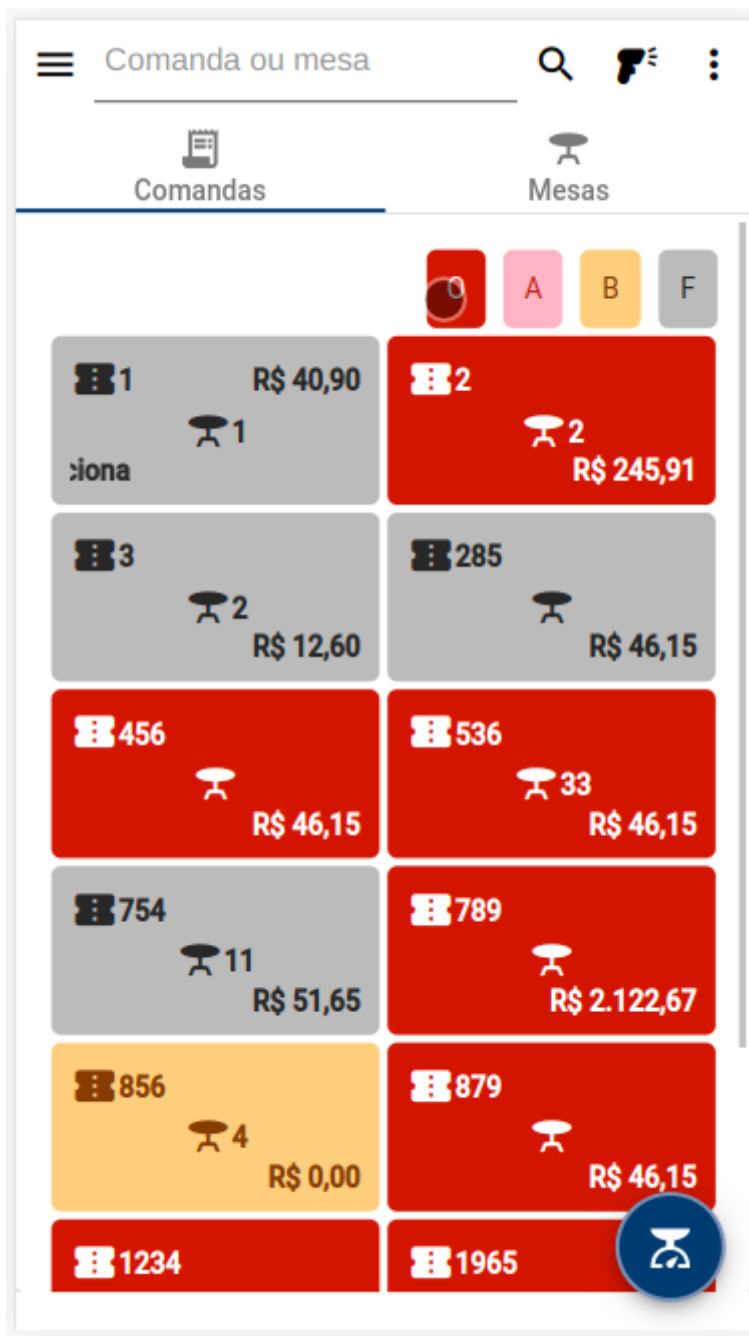 Comanda ou mesa
Comandas
Mesas
O A B F
1 R$ 40,90
1
ciona
2
2
R$ 245,91
3
2
R$ 12,60
285
R$ 46,15
456
R$ 46,15
536
33
R$ 46,15
754
11
R$ 51,65
789
R$ 2.122,67
856
4
R$ 0,00
879
R$ 46,15
1234
1965